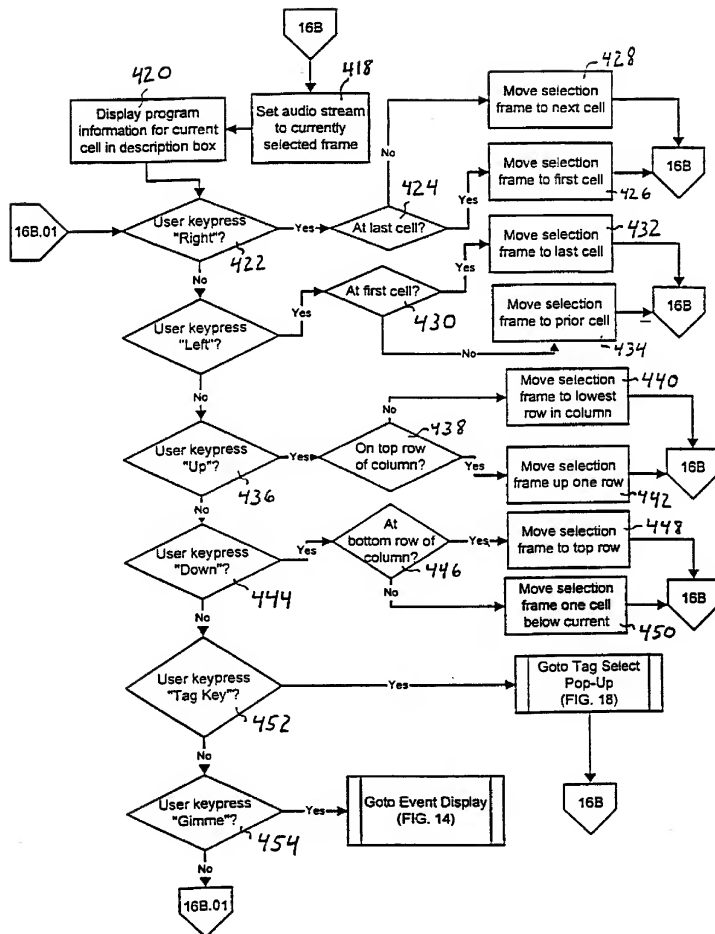 16B
420
418
428
Display program
information for current
cell in description box
Set audio stream
to currently
selected frame
Move selection
frame to next cell
No
16B
424
Yes
Move selection
frame to first cell
426
16B.01
User keypress
"Right"?
422
Yes
At last cell?
432
Move selection
frame to last cell
No
Yes
At first cell?
430
16B
User keypress
"Left"?
Yes
Move selection
frame to prior cell
434
No
No
440
Move selection
frame to lowest
row in column
No
438
User keypress
"Up"?
436
Yes
On top row
of column?
Yes
16B
Move selection
frame up one row
442
No
448
At
bottom row of
column?
446
Yes
Move selection
frame to top row
User keypress
"Down"?
444
Yes
16B
No
Move selection
frame one cell
below current
450
No
User keypress
"Tag Key"?
452
Yes
Goto Tag Select
Pop-Up
(FIG. 18)
No
16B
User keypress
"Gimme"?
454
Yes
Goto Event Display
(FIG. 14)
No
16B.01